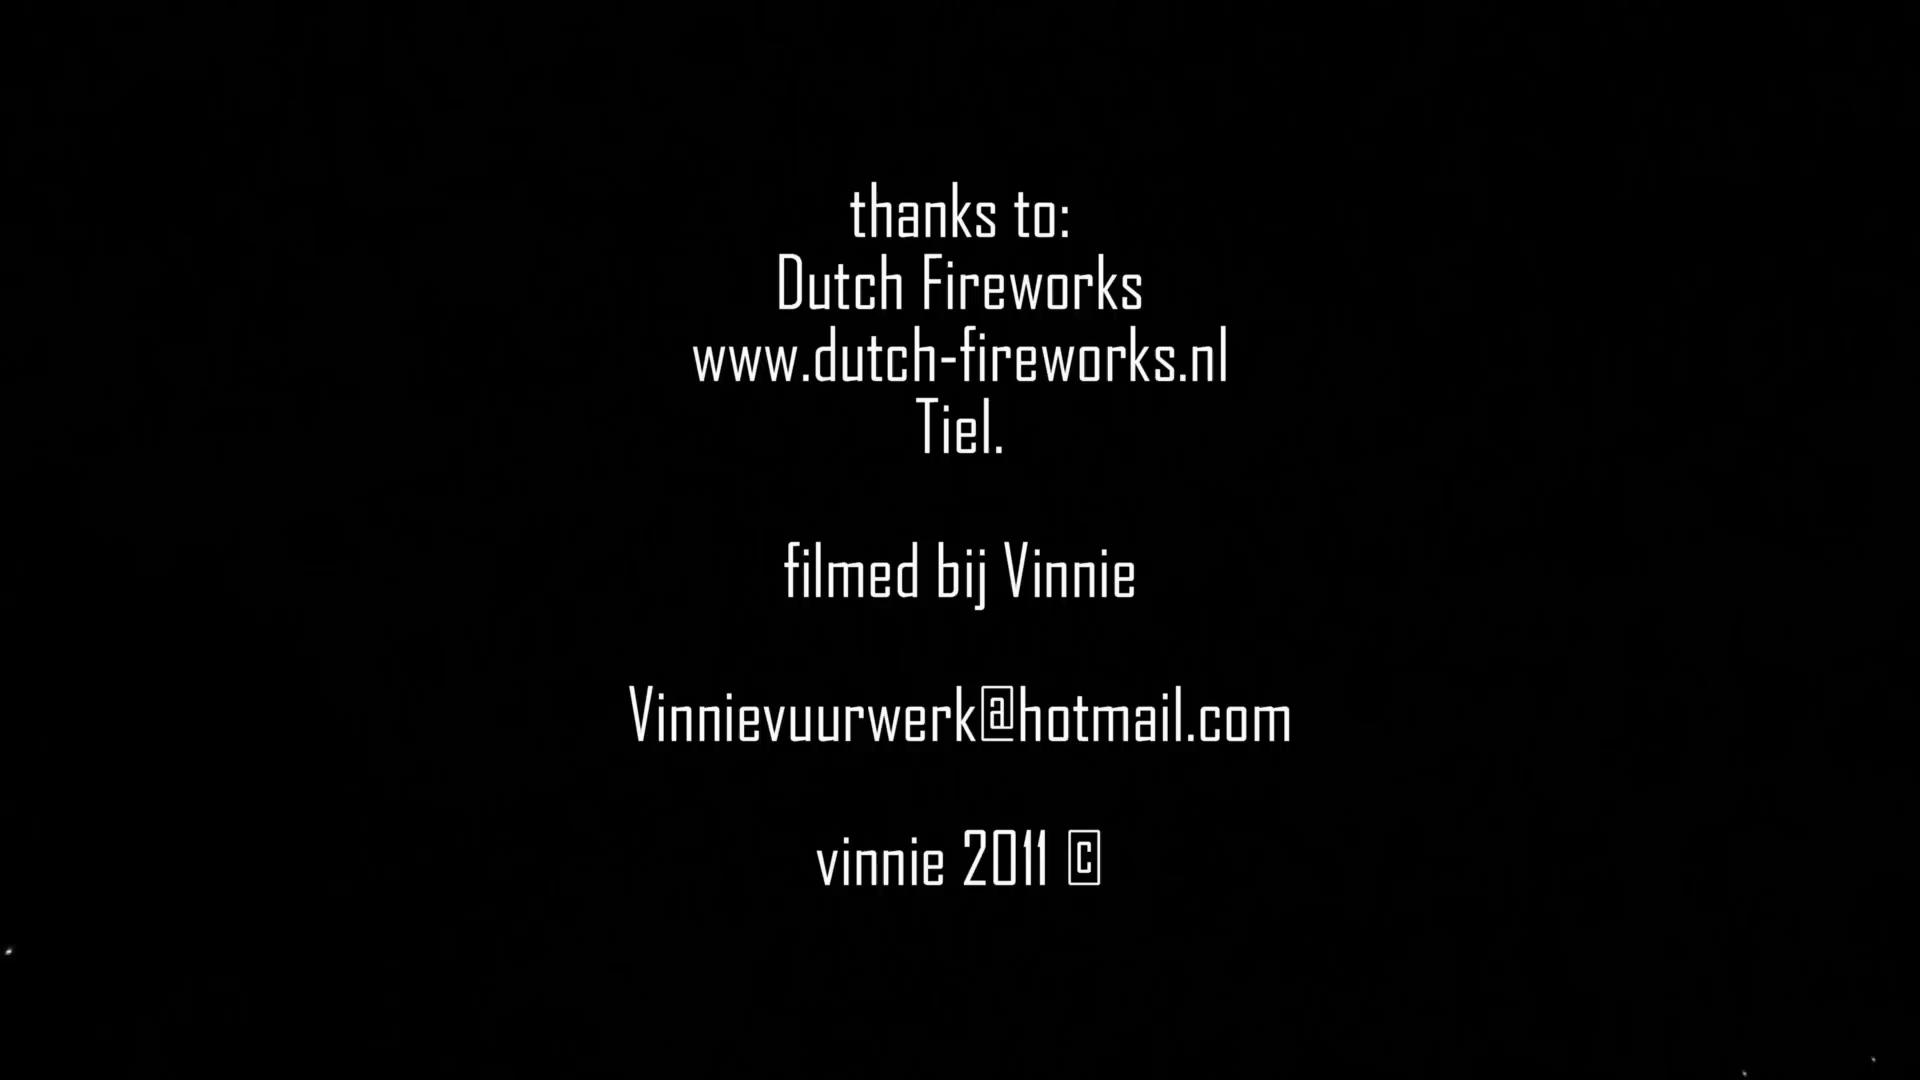 thanks to:
Dutch Fireworks
www.dutch-fireworks.nl
Tiel.
filmed bij Vinnie
Vinnievuurwerk@hotmail.com
vinnie 2011 ©